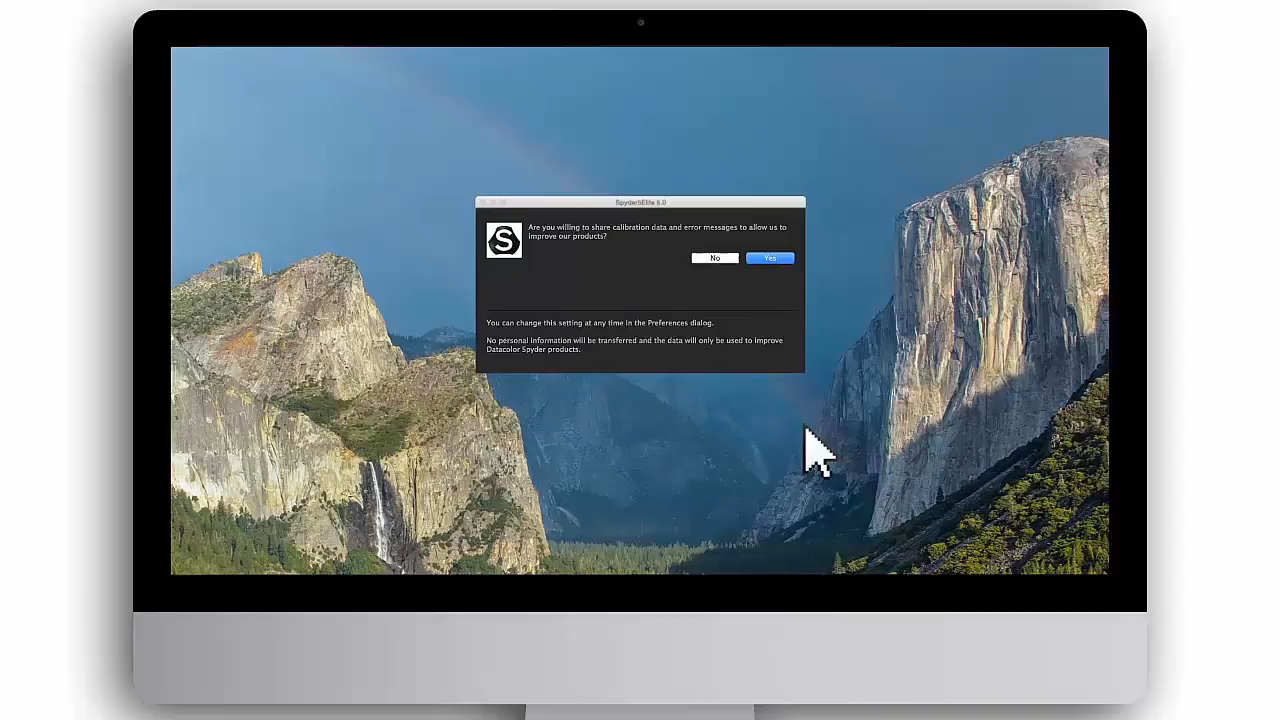 Spyder5Elite 5.0
Are you willing to share calibration data and error messages to allow us to
improve our products?
S
No
Yes
You can change this setting at any time in the Preferences dialog.
No personal information will be transferred and the data will only be used to improve
Datacolor Spyder products.